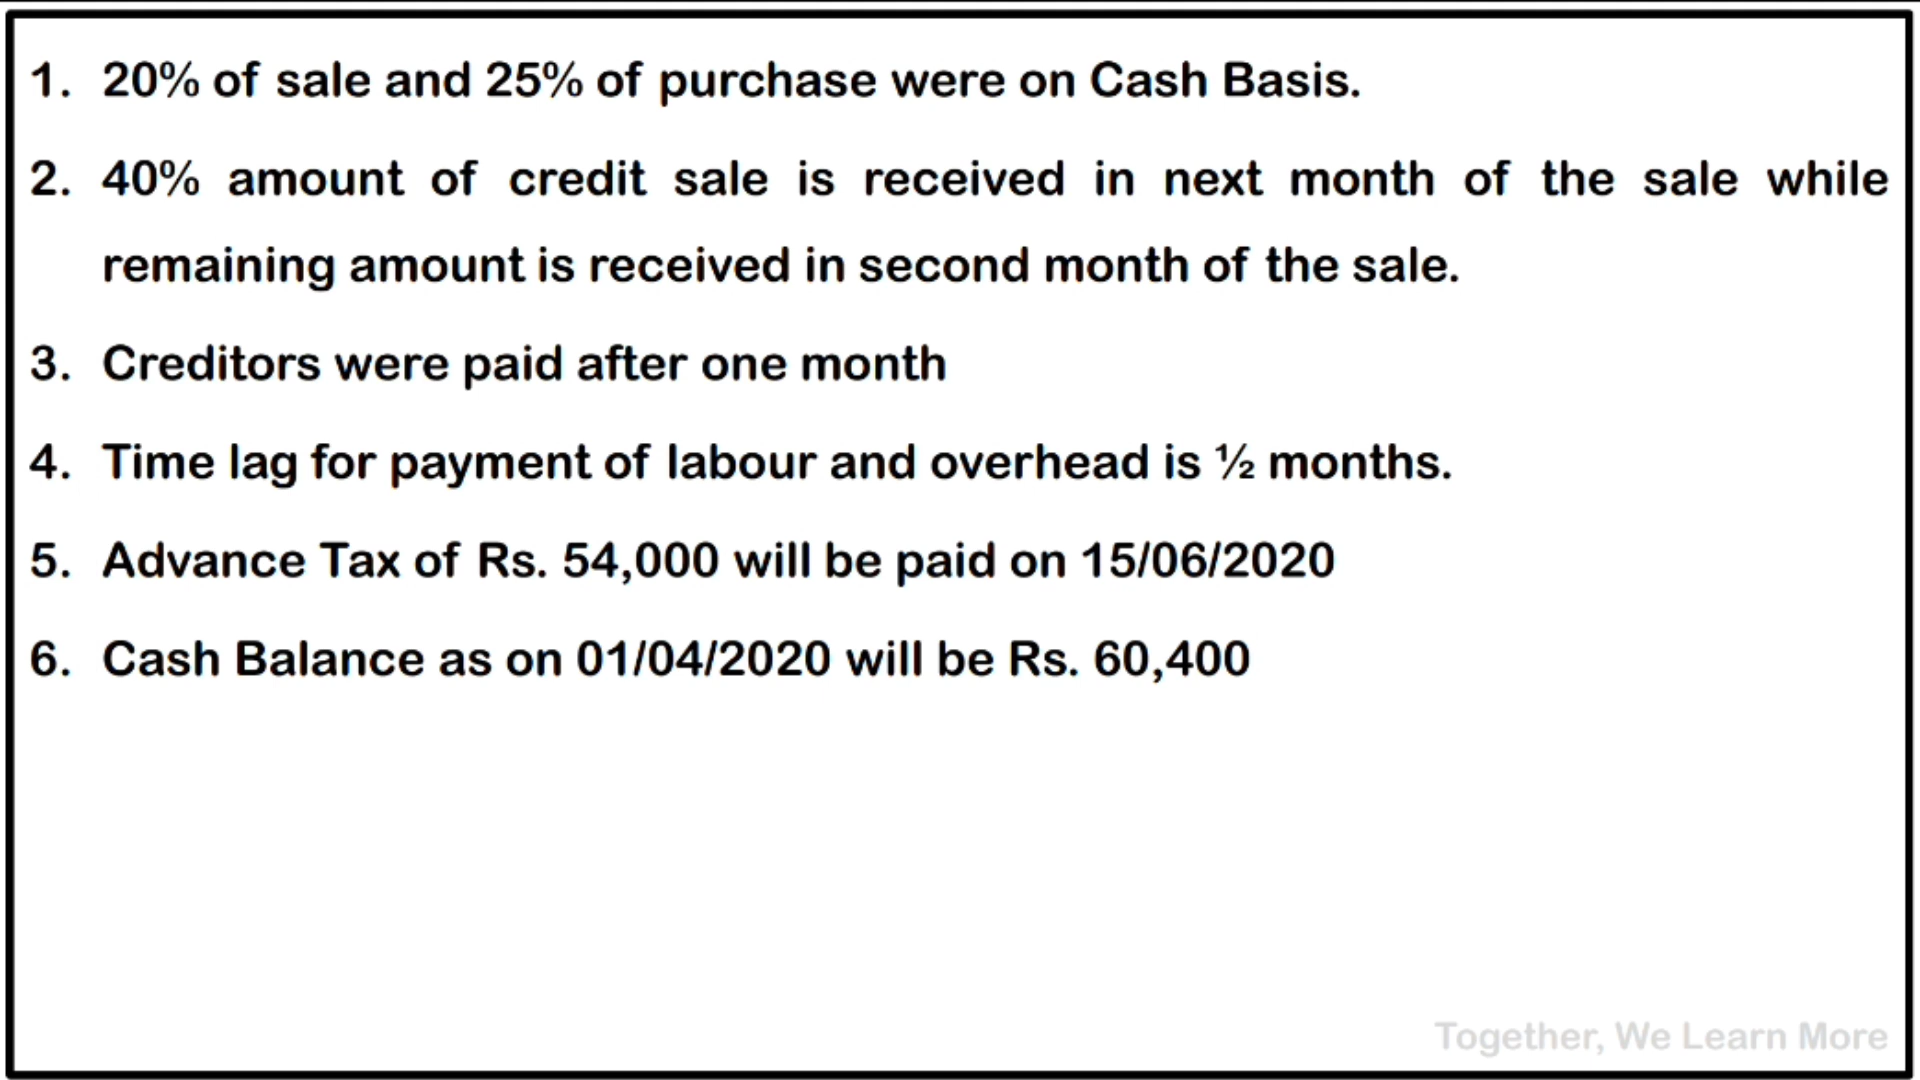 1. 20% of sale and 25% of purchase were on Cash Basis.
2. 40% amount of credit sale is received in next month of the sale while
remaining amount is received in second month of the sale.
3. Creditors were paid after one month
4. Time lag for payment of labour and overhead is ½ months.
5. Advance Tax of Rs. 54,000 will be paid on 15/06/2020
6. Cash Balance as on 01/04/2020 will be Rs. 60,400
Together, We Learn More